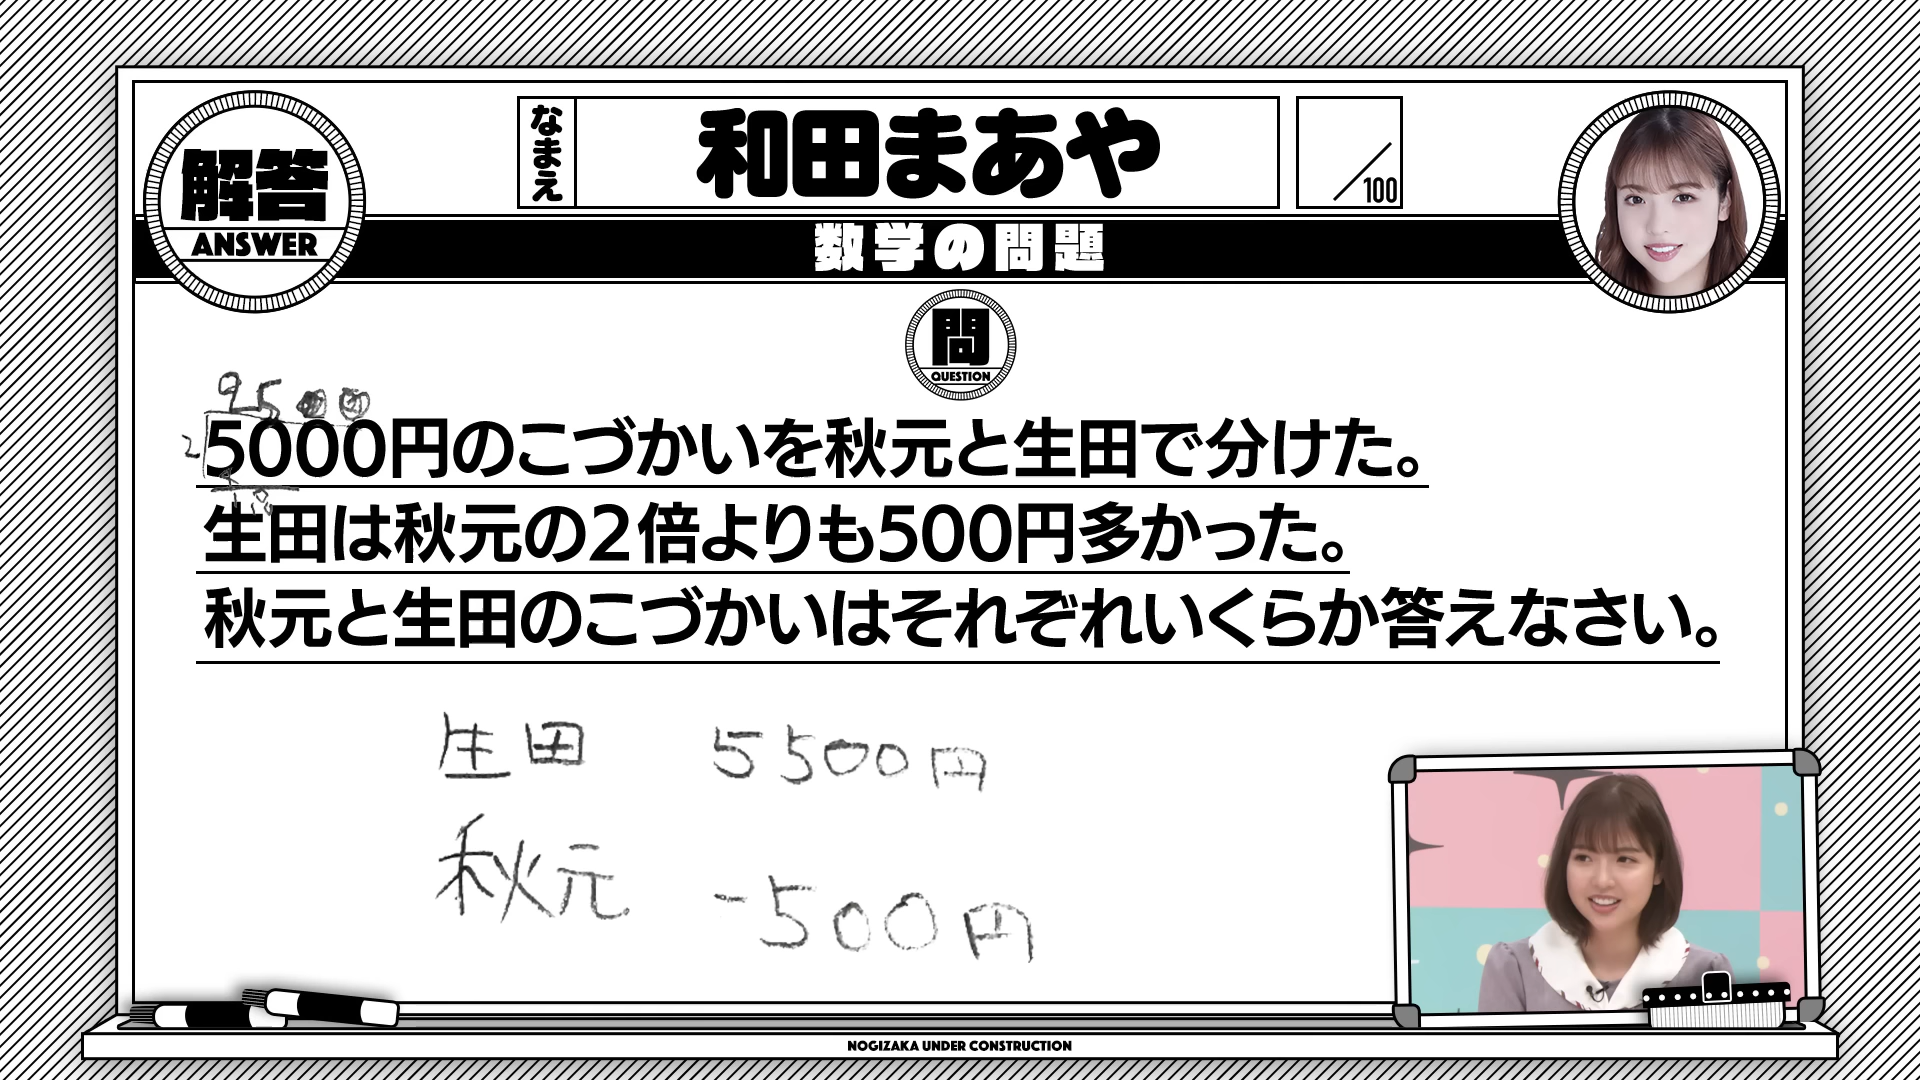 解答
ANSWER
なまえ
和田まあや
100
数学の問題
問
QUESTION
95
2
5000円のこづかいを秋元と生田で分けた。
生田は秋元の2倍よりも500円多かった。
秋元と生田のこづかいはそれぞれいくらか答えなさい。
生田 5500円
秋元 -500円
NOGIZAKA UNDER CONSTRUCTION